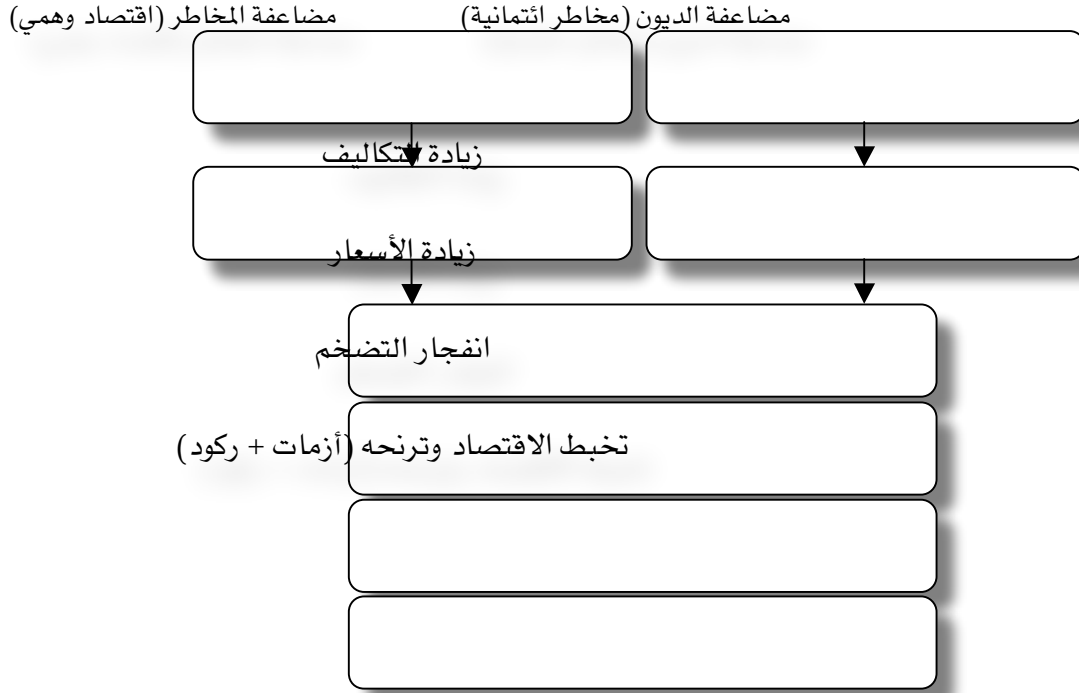 مضاعفة الديون (مخاطر ائتمانية)
مضاعفة المخاطر (اقتصاد وهمي)
زيادة التكاليف
زيادة الأسعار
انفجار التضخم
تخبط الاقتصاد وترنحه (أزمات + ركود)